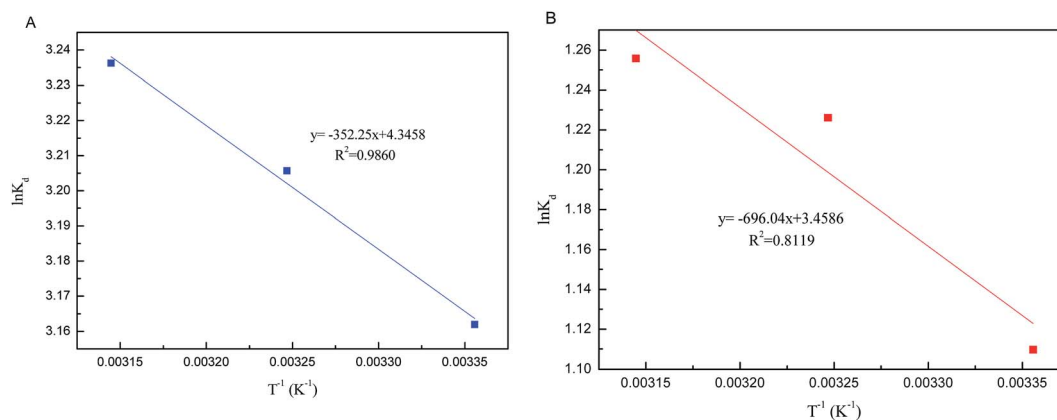 A
3.24
3.23
3.22
3.21
3.20
3.19
3.18
3.17
3.16
lnK_d
y= -352.25x+4.3458
R²=0.9860
0.00315 0.00320 0.00325 0.00330 0.00335
T⁻¹ (K⁻¹)
B
1.26
1.24
1.22
1.20
1.18
1.16
1.14
1.12
1.10
lnK_d
y= -696.04x+3.4586
R²=0.8119
0.00315 0.00320 0.00325 0.00330 0.00335
T⁻¹ (K⁻¹)